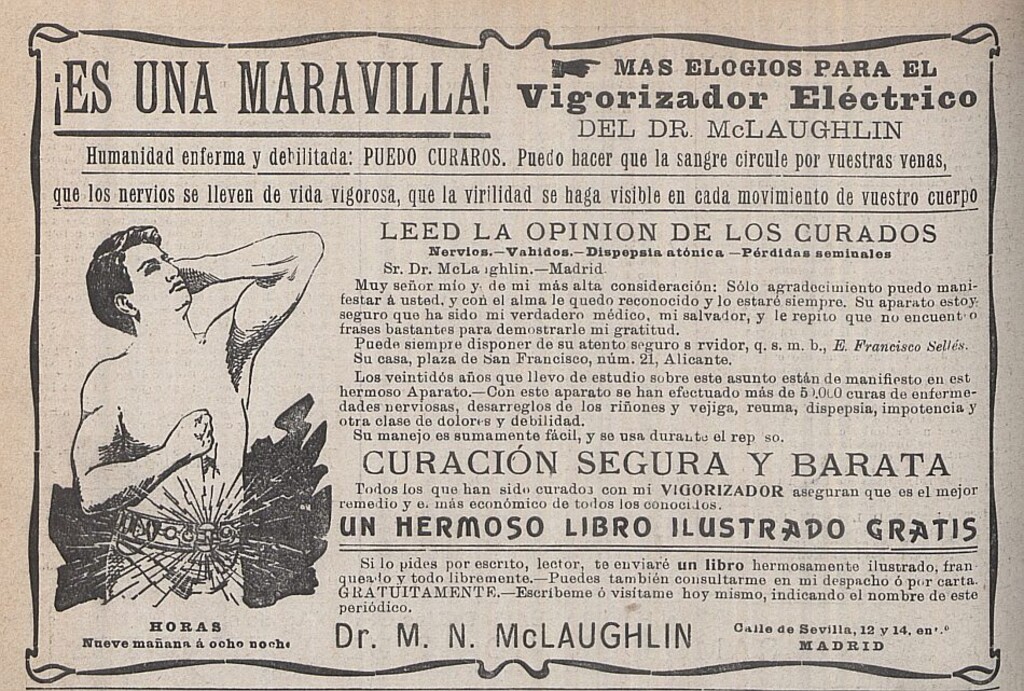 ¡ES UNA MARAVILLA!
MAS ELOGIOS PARA EL
Vigorizador Eléctrico
DEL DR. McLAUGHLIN
Humanidad enferma y debilitada: PUEDO CURAROS. Puedo hacer que la sangre circule por vuestras venas,
que los nervios se lleven de vida vigorosa, que la virilidad se haga visible en cada movimiento de vuestro cuerpo
LEED LA OPINION DE LOS CURADOS
Nervios.—Vahidos.—Dispepsia atónica —Pérdidas seminales
Sr. Dr. McLa ighlin.—Madrid.
Muy señor mío y de mi más alta consideración: Sólo agradecimiento puedo mani-
festar á usted, y con el alma le quedo reconocido y lo estaré siempre. Su aparato estoy
seguro que ha sido mi verdadero médico, mi salvador, y le repito que no encuent o
frases bastantes para demostrarle mi gratitud.
Puede siempre disponer de su atento seguro s rvidor, q. s. m. b., E. Francisco Sellés.
Su casa, plaza de San Francisco, núm. 21, Alicante.
Los veintidós años que llevo de estudio sobre este asunto están de manifiesto en est
hermoso Aparato.—Con este aparato se han efectuado más de 50.000 curas de enferme-
dades nerviosas, desarreglos de los riñones y vejiga, reuma, dispepsia, impotencia y
otra clase de dolores y debilidad.
Su manejo es sumamente fácil, y se usa durante el rep so.
CURACIÓN SEGURA Y BARATA
Todos los que han sido curados con mi VIGORIZADOR aseguran que es el mejor
remedio y e. más económico de todos los conocidos.
UN HERMOSO LIBRO ILUSTRADO GRATIS
Si lo pides por escrito, lector, te enviaré un libro hermosamente ilustrado, fran-
queado y todo libremente.—Puedes también consultarme en mi despacho ó por carta.
GRATUITAMENTE.—Escríbeme ó visítame hoy mismo, indicando el nombre de este
periódico.
HORAS
Nueve mañana á ocho noche
Dr. M. N. McLAUGHLIN
Calle de Sevilla, 12 y 14, en.º
MADRID